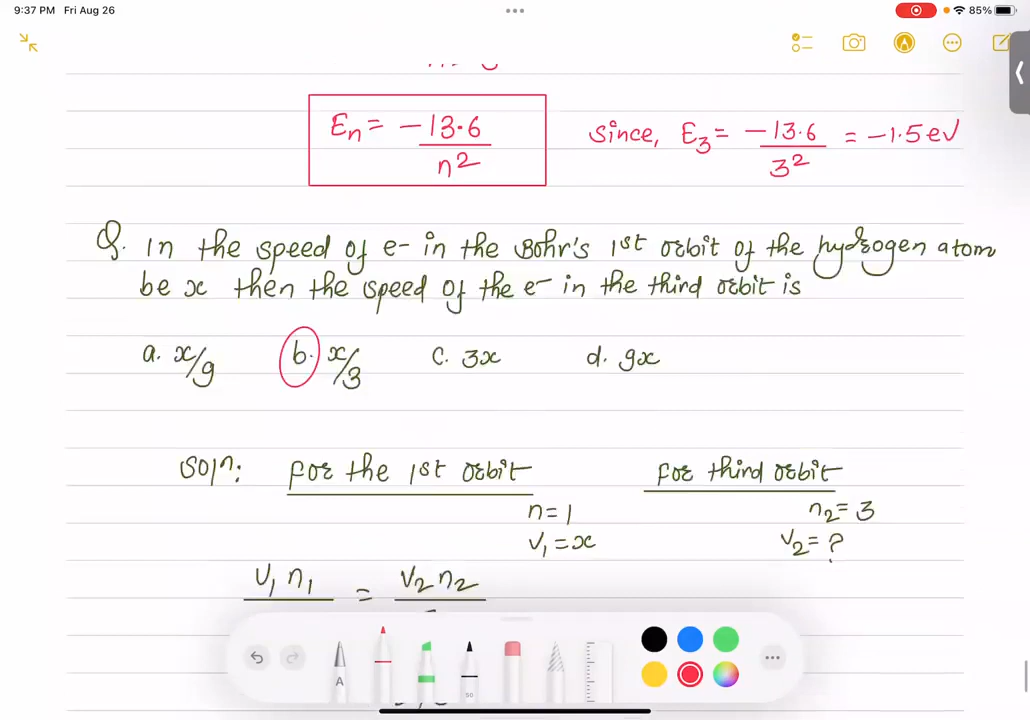 9:37 PM Fri Aug 26
85%
En = -13.6/n2
Since, E3 = -13.6/32 = -1.5 eV
Q. In the speed of e- in the Bohr's 1st orbit of the hydrogen atom
be x then the speed of the e- in the third orbit is
a. x/9 b. x/3 c. 3x d. 9x
Soln: For the 1st orbit For third orbit
n = 1 n2 = 3
V1 = x V2 = ?
V1 n1 = V2 n2
A 50